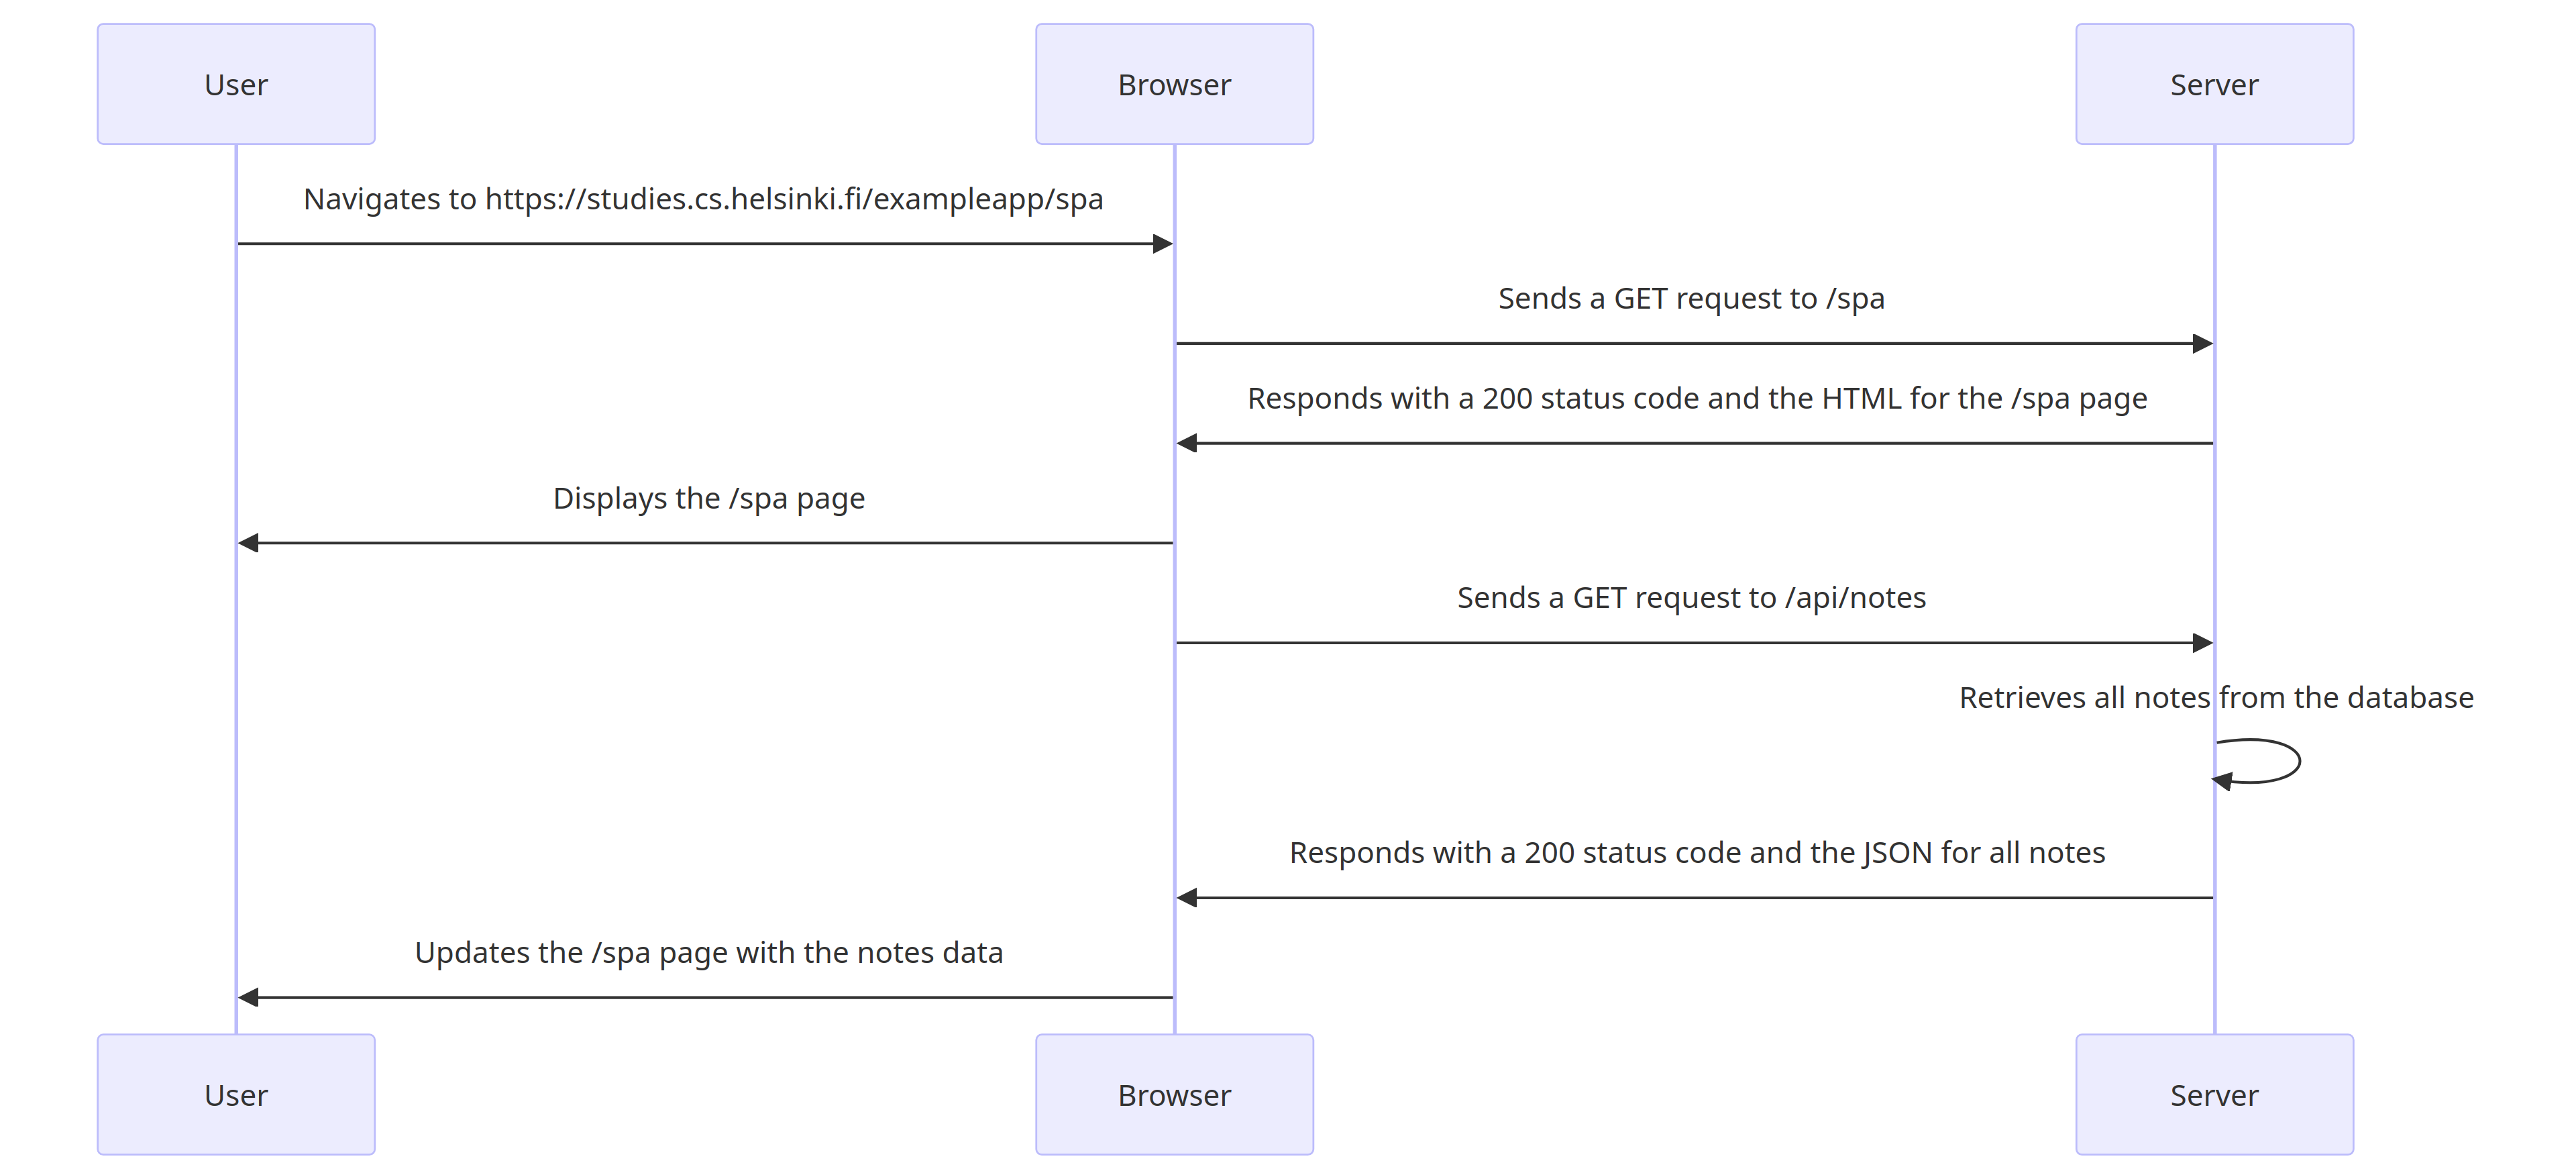 User
Browser
Server
Navigates to https://studies.cs.helsinki.fi/exampleapp/spa
Sends a GET request to /spa
Responds with a 200 status code and the HTML for the /spa page
Displays the /spa page
Sends a GET request to /api/notes
Retrieves all notes from the database
Responds with a 200 status code and the JSON for all notes
Updates the /spa page with the notes data
User
Browser
Server